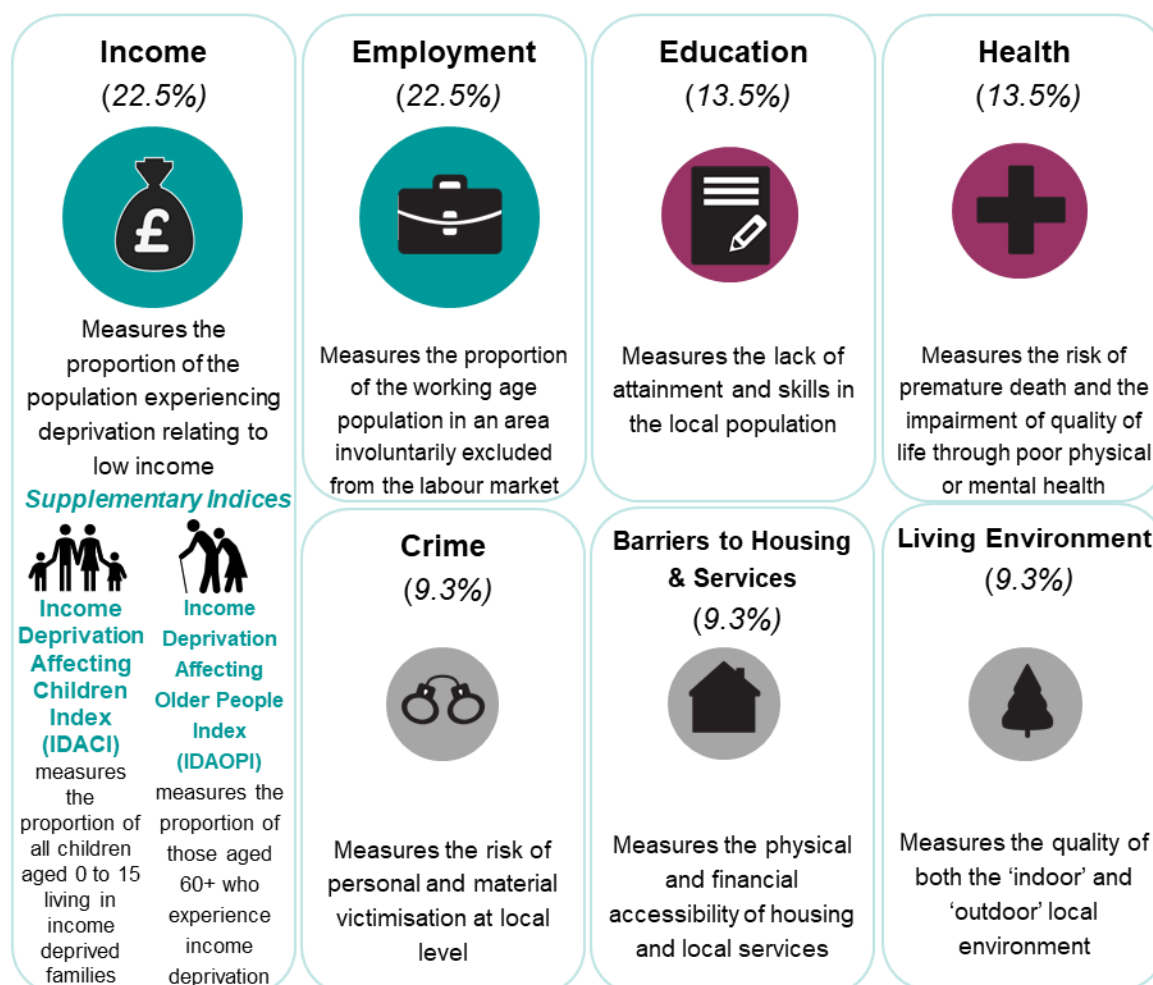 Income
(22.5%)
£
Measures the
proportion of the
population experiencing
deprivation relating to
low income
Supplementary Indices
Income
Deprivation
Affecting
Children
Index
(IDACI)
measures
the
proportion of
all children
aged 0 to 15
living in
income
deprived
families
Income
Deprivation
Affecting
Older People
Index
(IDAOPI)
measures the
proportion of
those aged
60+ who
experience
income
deprivation
Employment
(22.5%)
Measures the proportion
of the working age
population in an area
involuntarily excluded
from the labour market
Education
(13.5%)
Measures the lack of
attainment and skills in
the local population
Health
(13.5%)
Measures the risk of
premature death and the
impairment of quality of
life through poor physical
or mental health
Crime
(9.3%)
Measures the risk of
personal and material
victimisation at local
level
Barriers to Housing
& Services
(9.3%)
Measures the physical
and financial
accessibility of housing
and local services
Living Environment
(9.3%)
Measures the quality of
both the ‘indoor’ and
‘outdoor’ local
environment